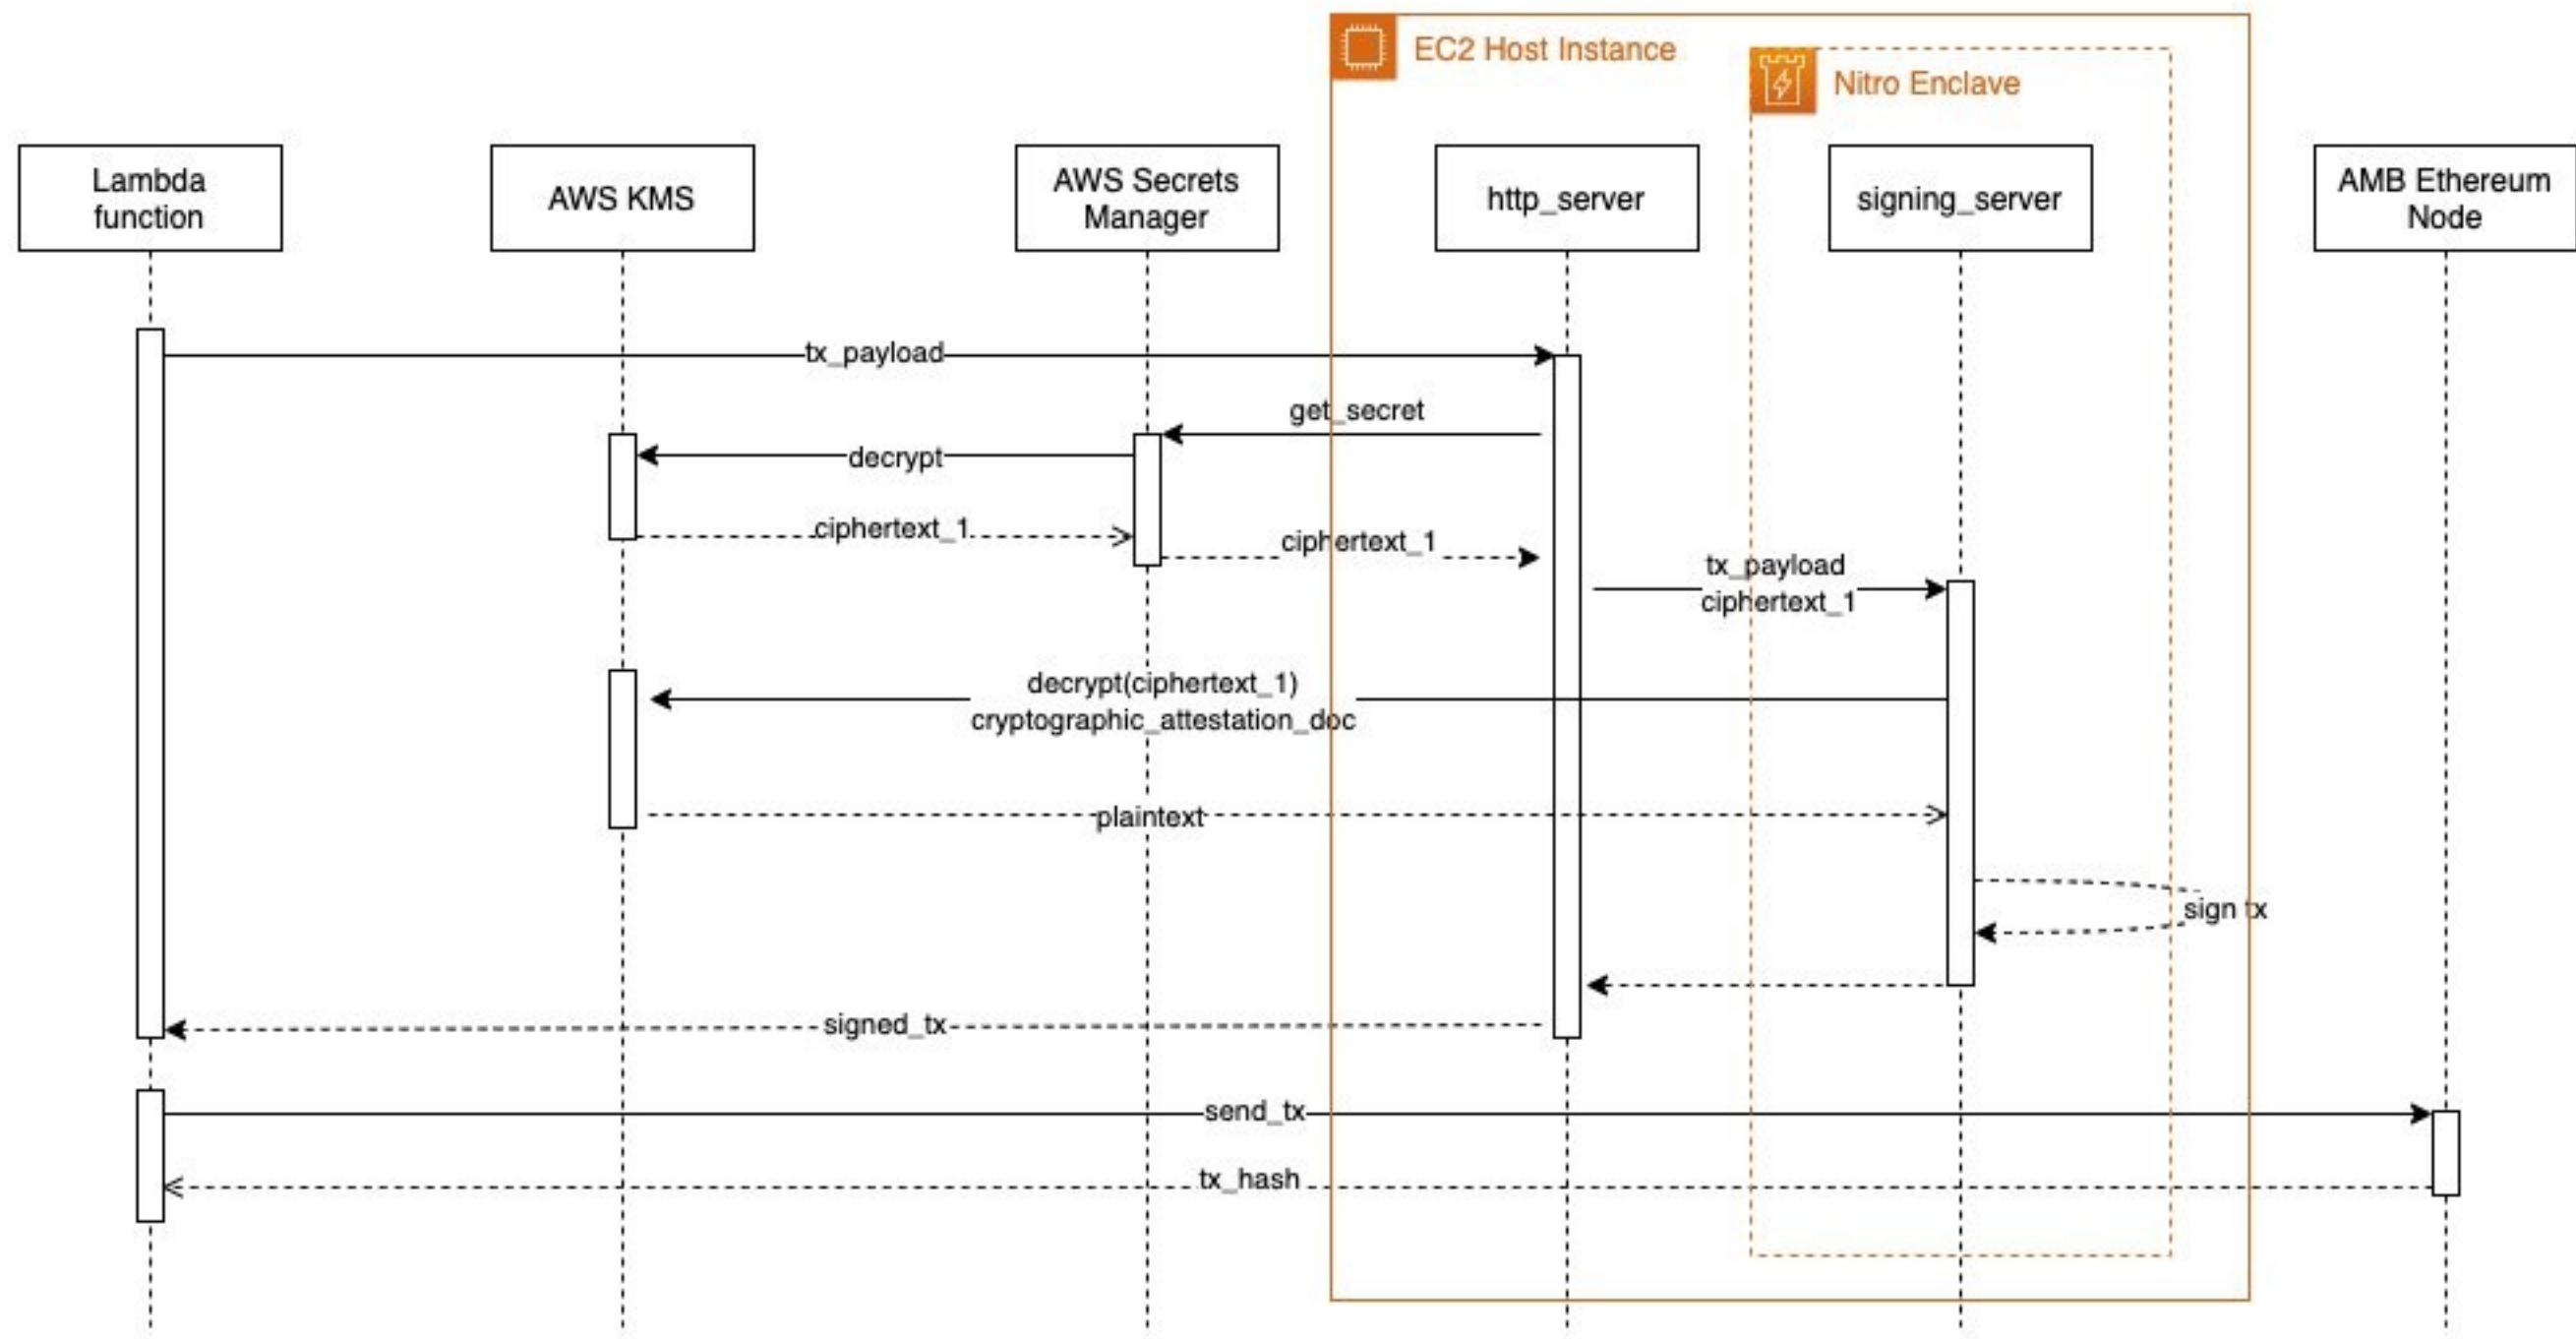 EC2 Host Instance
Nitro Enclave
Lambda
function
AWS KMS
AWS Secrets
Manager
http_server
signing_server
AMB Ethereum
Node
tx_payload
get_secret
decrypt
ciphertext_1
ciphertext_1
tx_payload
ciphertext_1
decrypt(ciphertext_1)
cryptographic_attestation_doc
plaintext
sign tx
signed_tx
send_tx
tx_hash